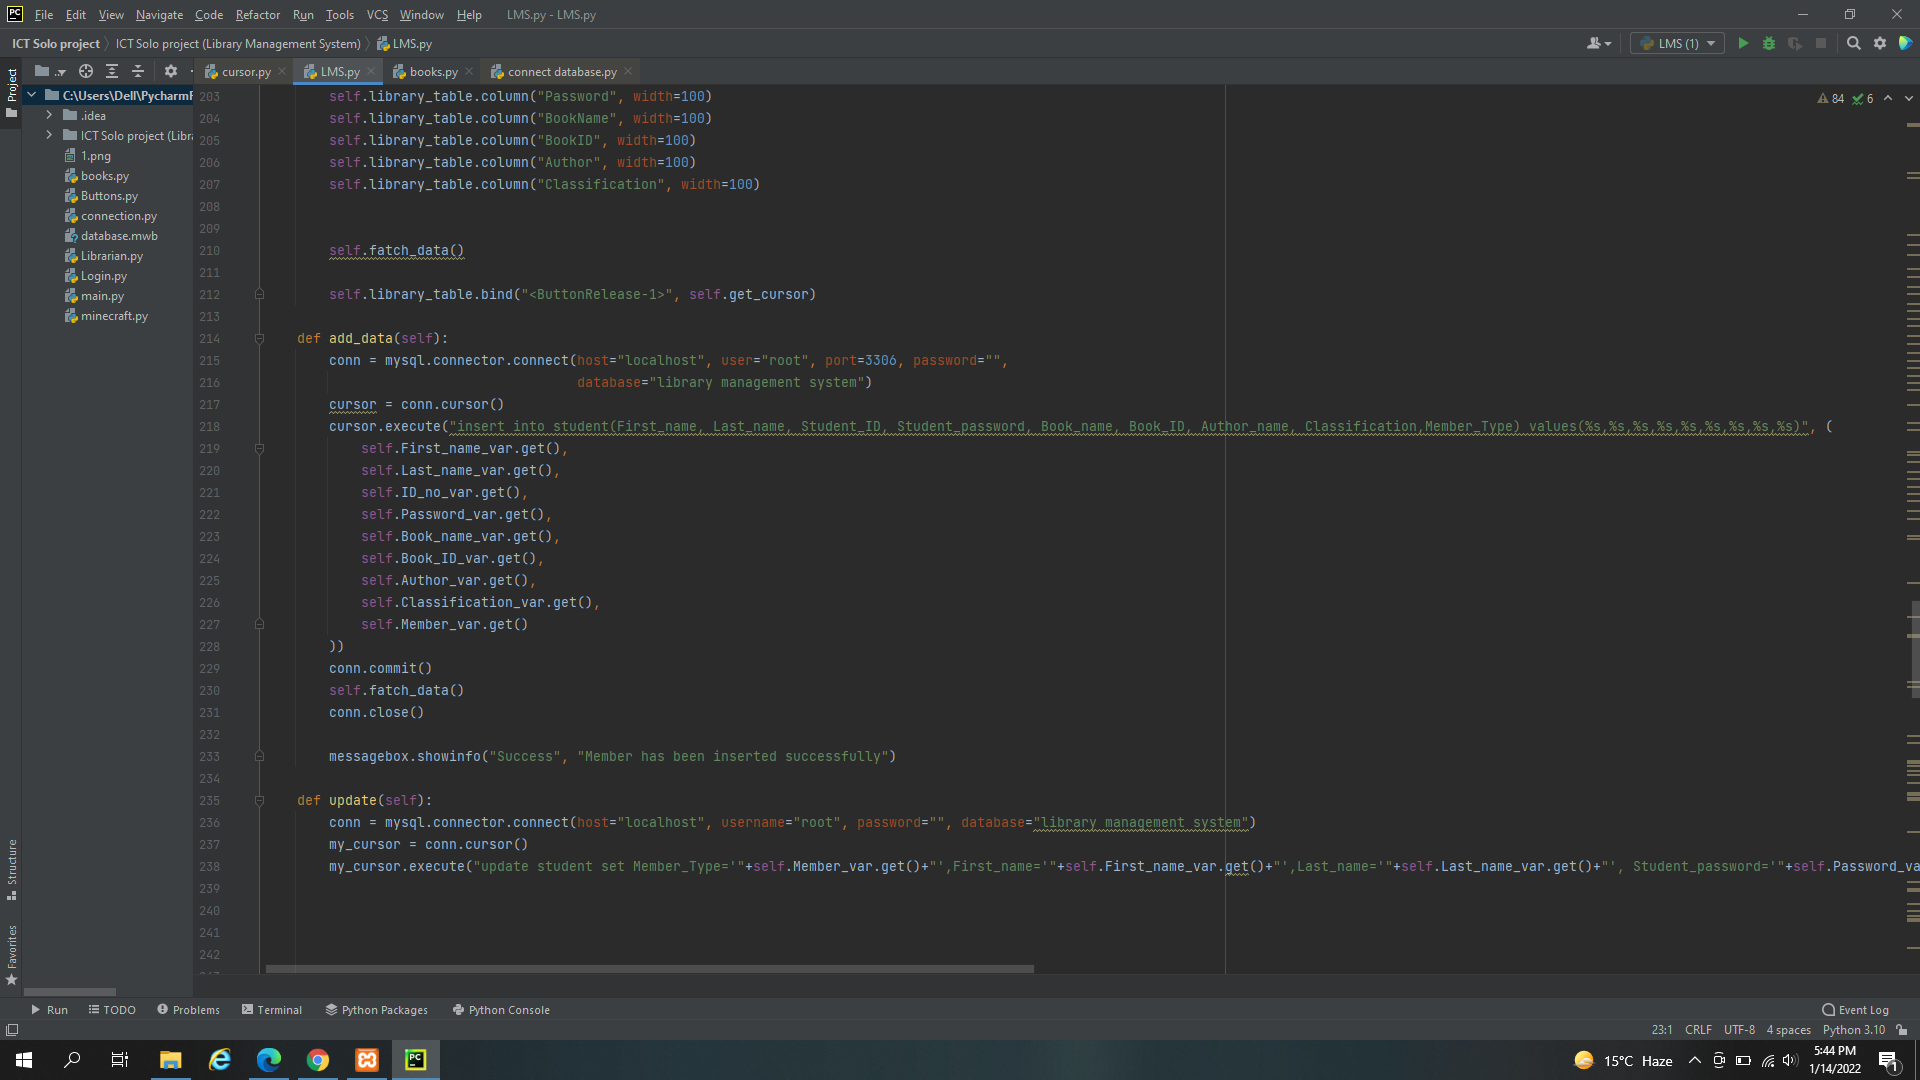 PC File Edit View Navigate Code Refactor Run Tools VCS Window Help LMS.py - LMS.py
ICT Solo project ICT Solo project (Library Management System) LMS.py LMS (1)
Project .. cursor.py LMS.py books.py connect database.py
C:\Users\Dell\PycharmP
.idea
ICT Solo project (Libra
1.png
books.py
Buttons.py
connection.py
database.mwb
Librarian.py
Login.py
main.py
minecraft.py
84 6
203 self.library_table.column("Password", width=100)
204 self.library_table.column("BookName", width=100)
205 self.library_table.column("BookID", width=100)
206 self.library_table.column("Author", width=100)
207 self.library_table.column("Classification", width=100)
208
209
210 self.fatch_data()
211
212 self.library_table.bind("<ButtonRelease-1>", self.get_cursor)
213
214 def add_data(self):
215 conn = mysql.connector.connect(host="localhost", user="root", port=3306, password="",
216 database="library management system")
217 cursor = conn.cursor()
218 cursor.execute("insert into student(First_name, Last_name, Student_ID, Student_password, Book_name, Book_ID, Author_name, Classification,Member_Type) values(%s,%s,%s,%s,%s,%s,%s,%s,%s)", (
219 self.First_name_var.get(),
220 self.Last_name_var.get(),
221 self.ID_no_var.get(),
222 self.Password_var.get(),
223 self.Book_name_var.get(),
224 self.Book_ID_var.get(),
225 self.Author_var.get(),
226 self.Classification_var.get(),
227 self.Member_var.get()
228 ))
229 conn.commit()
230 self.fatch_data()
231 conn.close()
232
233 messagebox.showinfo("Success", "Member has been inserted successfully")
234
235 def update(self):
236 conn = mysql.connector.connect(host="localhost", username="root", password="", database="library management system")
237 my_cursor = conn.cursor()
238 my_cursor.execute("update student set Member_Type='"+self.Member_var.get()+"',First_name='"+self.First_name_var.get()+"',Last_name='"+self.Last_name_var.get()+"', Student_password='"+self.Password_va
239
240
241
242
Structure
Favorites
Run TODO Problems Terminal Python Packages Python Console Event Log
23:1 CRLF UTF-8 4 spaces Python 3.10
15°C Haze 5:44 PM
1/14/2022 1